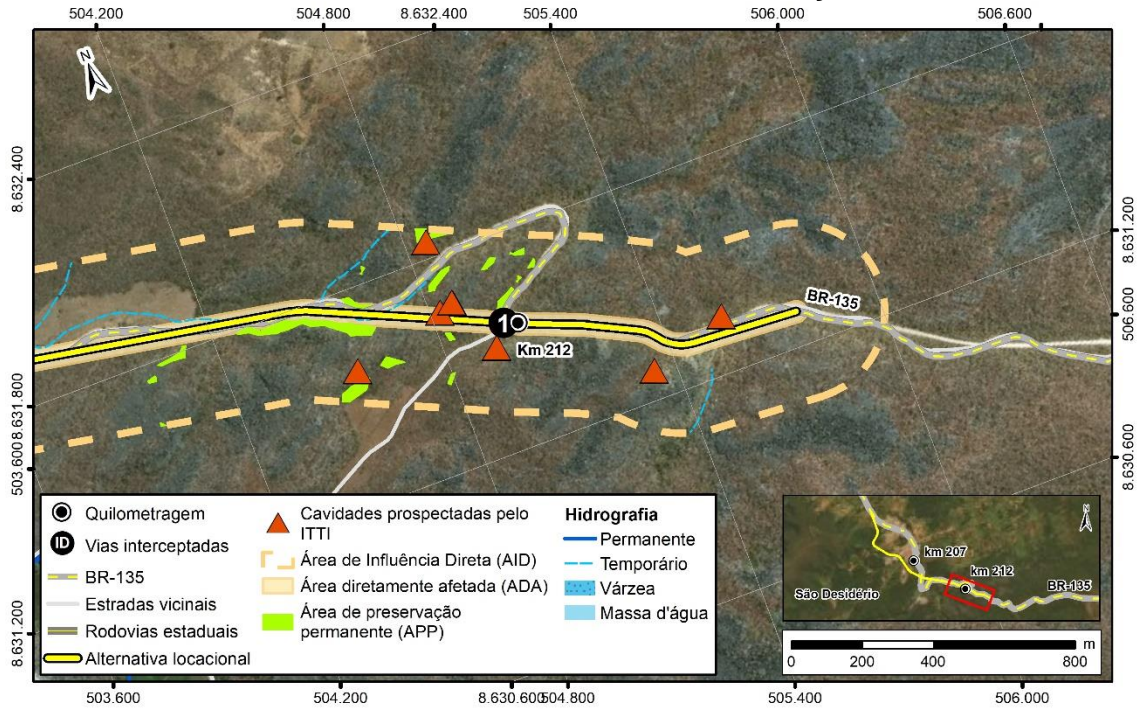 504.200
504.800
8.632.400
505.400
506.000
506.600
N
8.632.400
8.631.200
BR-135
1
Km 212
506.600
8.631.800
503.600
8.630.600
8.631.200
506.000
Quilometragem
ID
Vias interceptadas
BR-135
Estradas vicinais
Rodovias estaduais
Alternativa locacional
Cavidades prospectadas pelo
ITTI
Área de Influência Direta (AID)
Área diretamente afetada (ADA)
Área de preservação
permanente (APP)
Hidrografia
Permanente
Temporário
Várzea
Massa d'água
N
km 207
km 212
São Desidério
BR-135
m
0
200
400
800
503.600
504.200
8.630.600
504.800
505.400
506.000